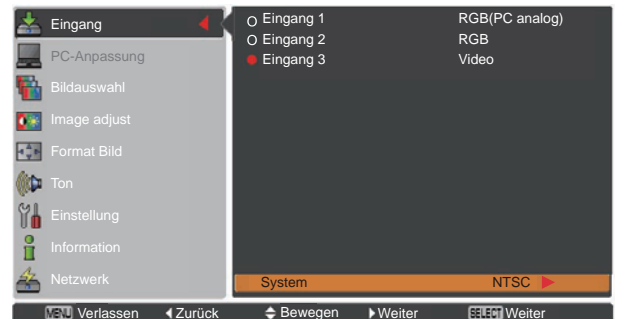 Eingang
PC-Anpassung
Bildauswahl
Image adjust
Format Bild
Ton
Einstellung
Information
Netzwerk
Eingang 1 RGB(PC analog)
Eingang 2 RGB
Eingang 3 Video
System NTSC
MENU Verlassen Zurück Bewegen Weiter SELECT Weiter